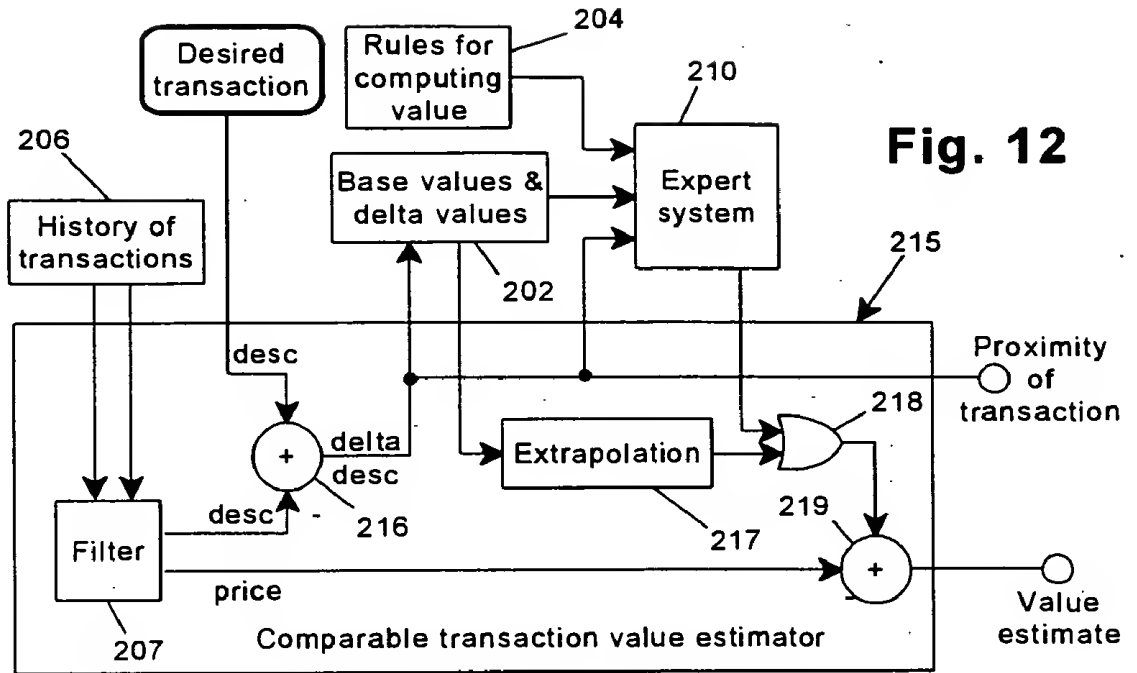 204
Desired
transaction
Rules for
computing
value
210
Fig. 12
206
Base values &
delta values
Expert
system
History of
transactions
202
215
desc
Proximity
of
transaction
218
+
delta
desc
Extrapolation
desc
-
216
219
Filter
217
+
price
-
Value
estimate
207
Comparable transaction value estimator